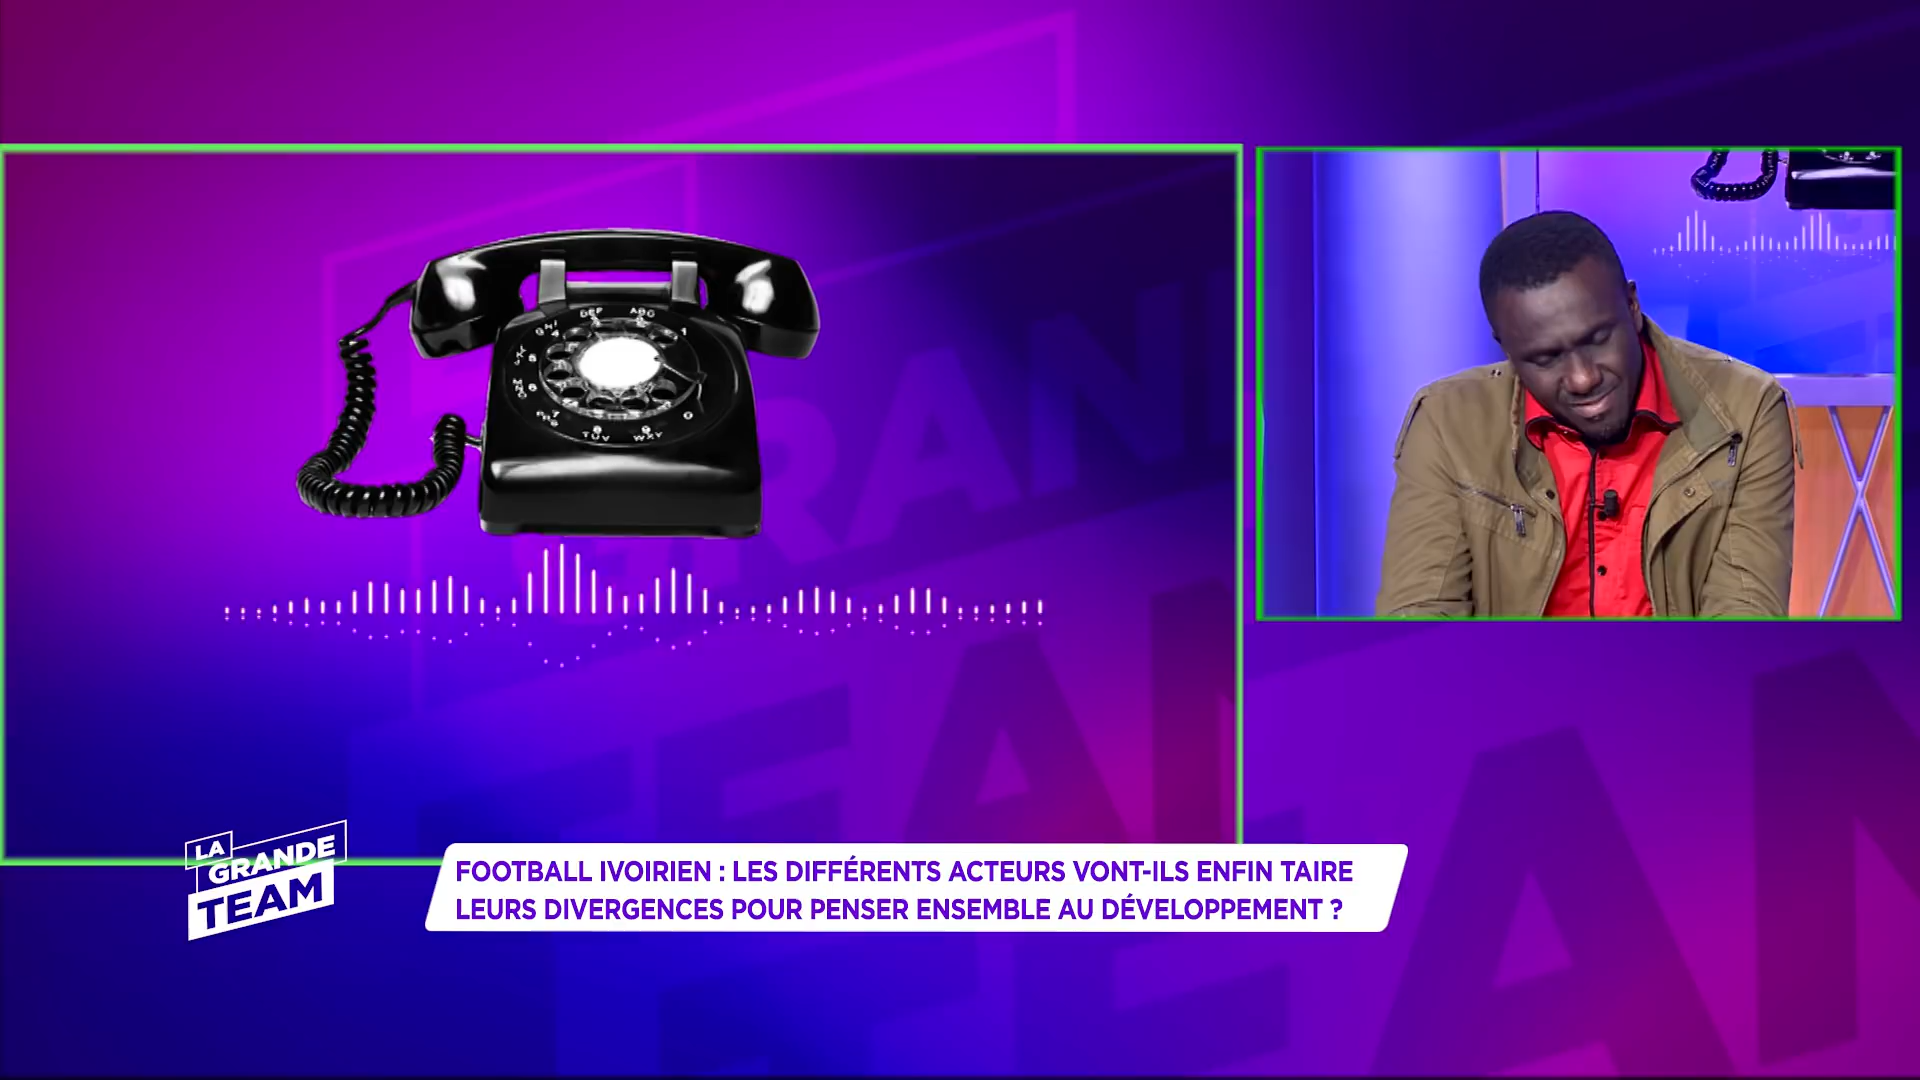 LA
GRANDE
TEAM
FOOTBALL IVOIRIEN : LES DIFFÉRENTS ACTEURS VONT-ILS ENFIN TAIRE
LEURS DIVERGENCES POUR PENSER ENSEMBLE AU DÉVELOPPEMENT ?